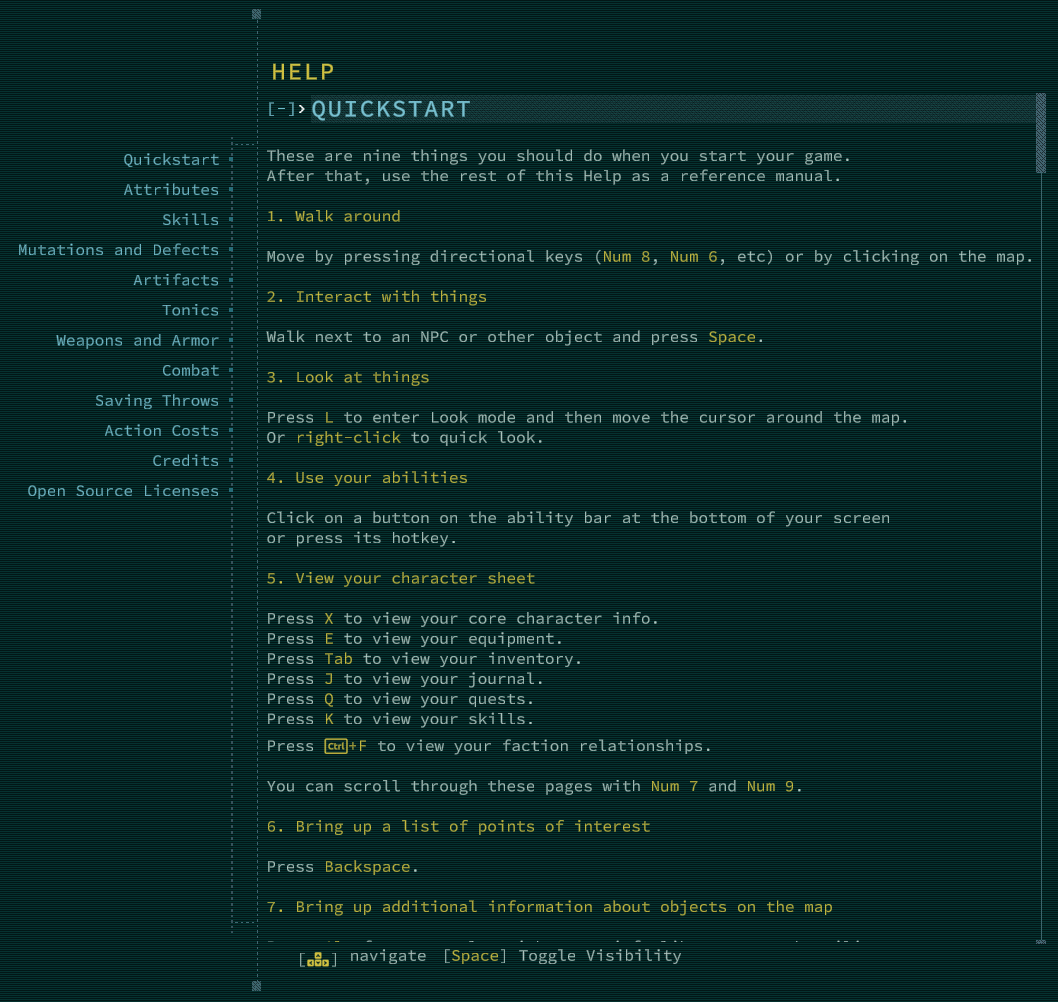 HELP
[-]› QUICKSTART
Quickstart
Attributes
Skills
Mutations and Defects
Artifacts
Tonics
Weapons and Armor
Combat
Saving Throws
Action Costs
Credits
Open Source Licenses
These are nine things you should do when you start your game.
After that, use the rest of this Help as a reference manual.
1. Walk around
Move by pressing directional keys (Num 8, Num 6, etc) or by clicking on the map.
2. Interact with things
Walk next to an NPC or other object and press Space.
3. Look at things
Press L to enter Look mode and then move the cursor around the map.
Or right-click to quick look.
4. Use your abilities
Click on a button on the ability bar at the bottom of your screen
or press its hotkey.
5. View your character sheet
Press X to view your core character info.
Press E to view your equipment.
Press Tab to view your inventory.
Press J to view your journal.
Press Q to view your quests.
Press K to view your skills.
Press Ctrl+F to view your faction relationships.
You can scroll through these pages with Num 7 and Num 9.
6. Bring up a list of points of interest
Press Backspace.
7. Bring up additional information about objects on the map
[] navigate [Space] Toggle Visibility